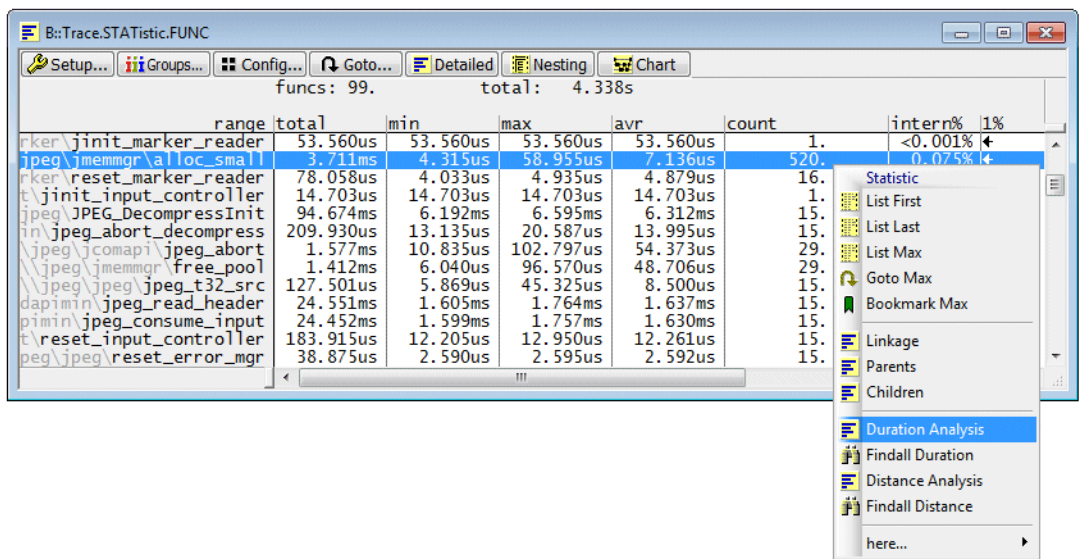 B::Trace.STATistic.FUNC
Setup... Groups... Config... Goto... Detailed Nesting Chart
funcs: 99. total: 4.338s
range total min max avr count intern% 1%
rker\jinit_marker_reader 53.560us 53.560us 53.560us 53.560us 1. <0.001%
jpeg\jmemmgr\alloc_small 3.711ms 4.315us 58.955us 7.136us 520. 0.075%
rker\reset_marker_reader 78.058us 4.033us 4.935us 4.879us 16.
t\jinit_input_controller 14.703us 14.703us 14.703us 14.703us 1.
jpeg\JPEG_DecompressInit 94.674ms 6.192ms 6.595ms 6.312ms 15.
in\jpeg_abort_decompress 209.930us 13.135us 20.587us 13.995us 15.
\jpeg\jcomapi\jpeg_abort 1.577ms 10.835us 102.797us 54.373us 29.
\\jpeg\jmemmgr\free_pool 1.412ms 6.040us 96.570us 48.706us 29.
\\jpeg\jpeg\jpeg_t32_src 127.501us 5.869us 45.325us 8.500us 15.
dapimin\jpeg_read_header 24.551ms 1.605ms 1.764ms 1.637ms 15.
pimin\jpeg_consume_input 24.452ms 1.599ms 1.757ms 1.630ms 15.
t\reset_input_controller 183.915us 12.205us 12.950us 12.261us 15.
peg\jpeg\reset_error_mgr 38.875us 2.590us 2.595us 2.592us 15.
Statistic
List First
List Last
List Max
Goto Max
Bookmark Max
Linkage
Parents
Children
Duration Analysis
Findall Duration
Distance Analysis
Findall Distance
here...